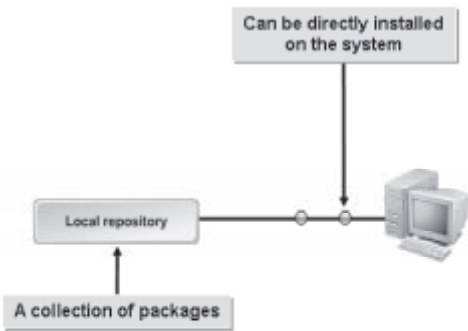 Can be directly installed
on the system
Local repository
A collection of packages